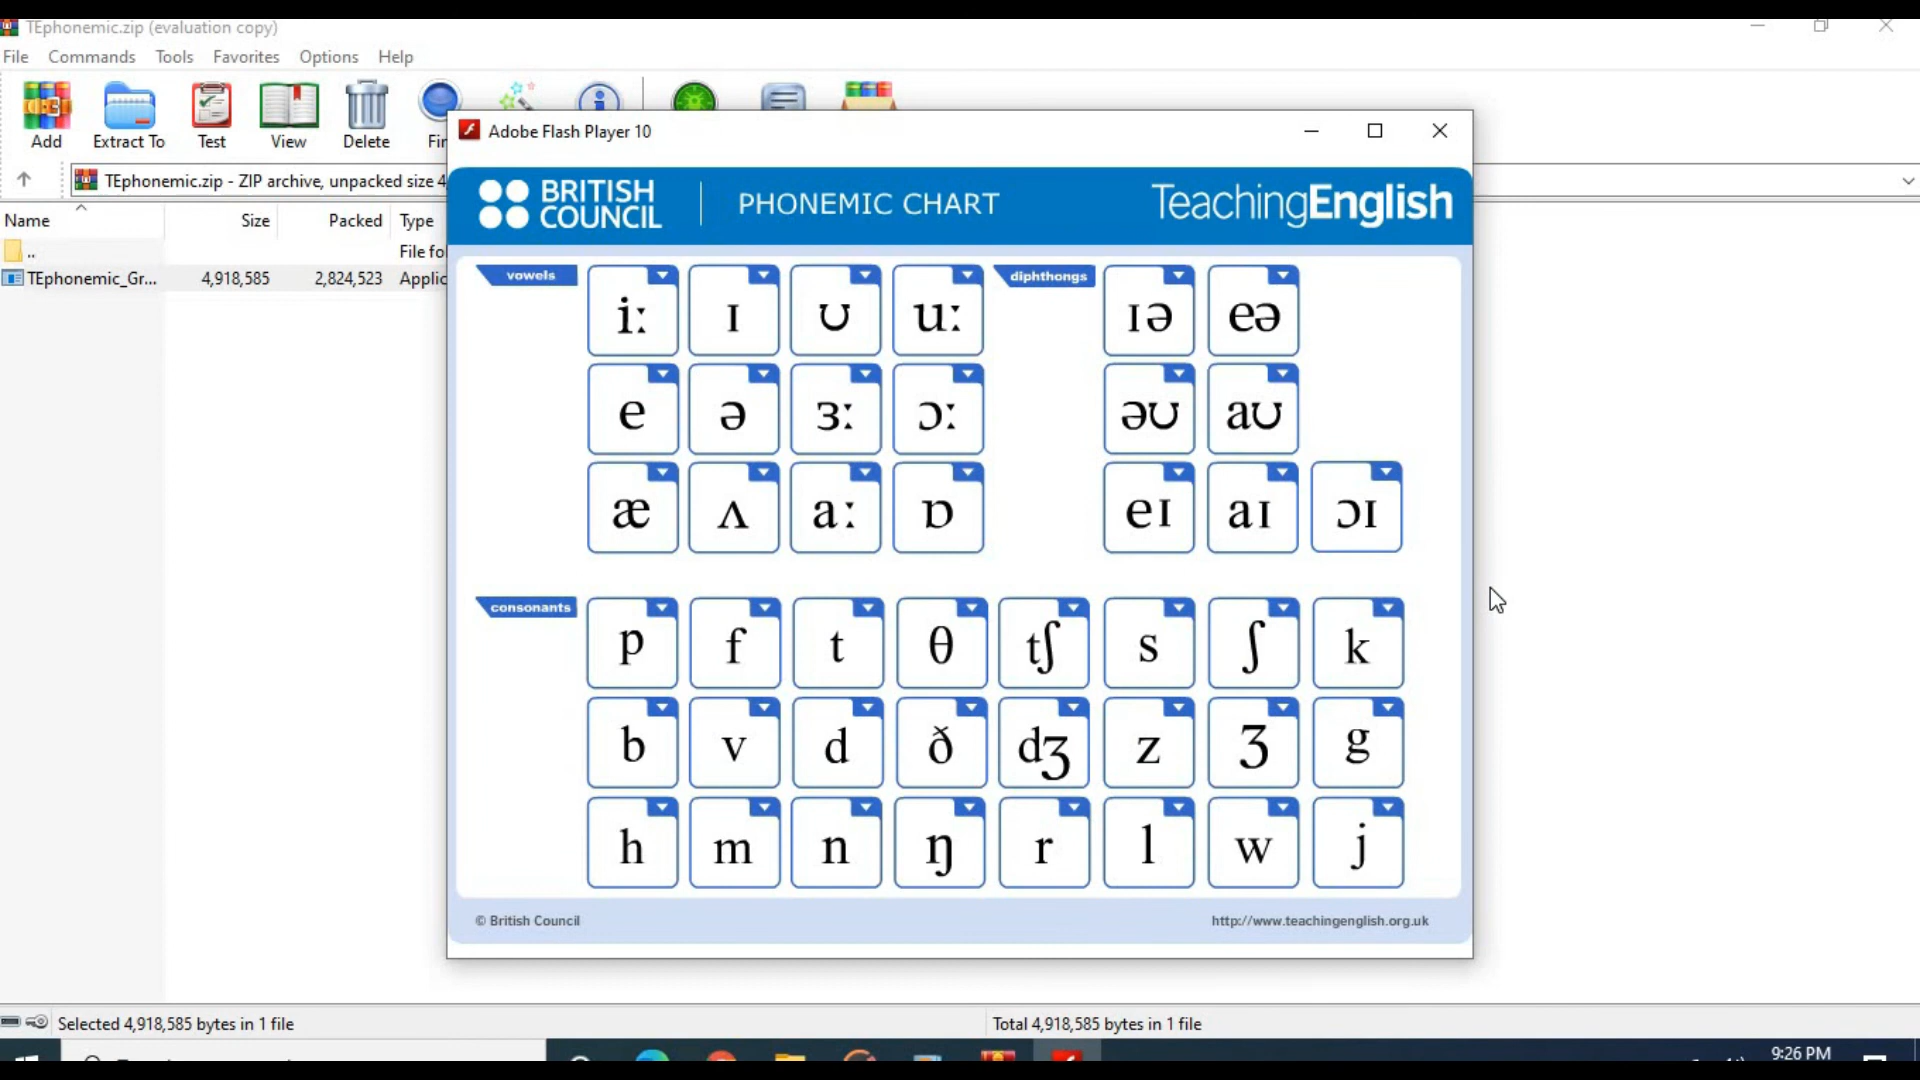 TEphonemic.zip (evaluation copy)
File Commands Tools Favorites Options Help
Add Extract To Test View Delete
TEphonemic.zip - ZIP archive, unpacked size 4
Name Size Packed Type
.. File fo
TEphonemic_Gr... 4,918,585 2,824,523 Applic
Adobe Flash Player 10
BRITISH COUNCIL PHONEMIC CHART TeachingEnglish
vowels
iː ɪ ʊ uː
e ə ɜː ɔː
æ ʌ aː ɒ
diphthongs
ɪə eə
əʊ aʊ
eɪ aɪ ɔɪ
consonants
p f t θ tʃ s ʃ k
b v d ð dʒ z ʒ g
h m n ŋ r l w j
© British Council http://www.teachingenglish.org.uk
Selected 4,918,585 bytes in 1 file Total 4,918,585 bytes in 1 file
9:26 PM